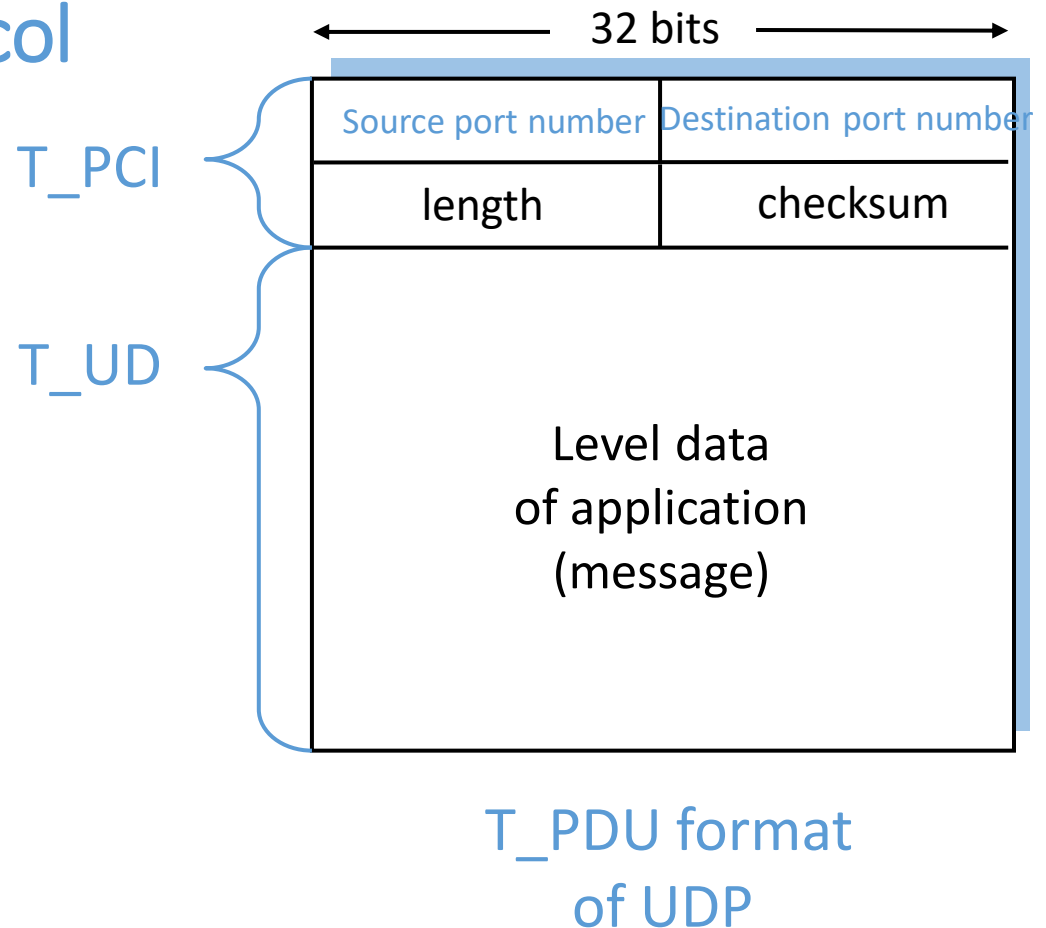 col
32 bits
Source port number Destination port number
T_PCI
length checksum
T_UD
Level data
of application
(message)
T_PDU format
of UDP